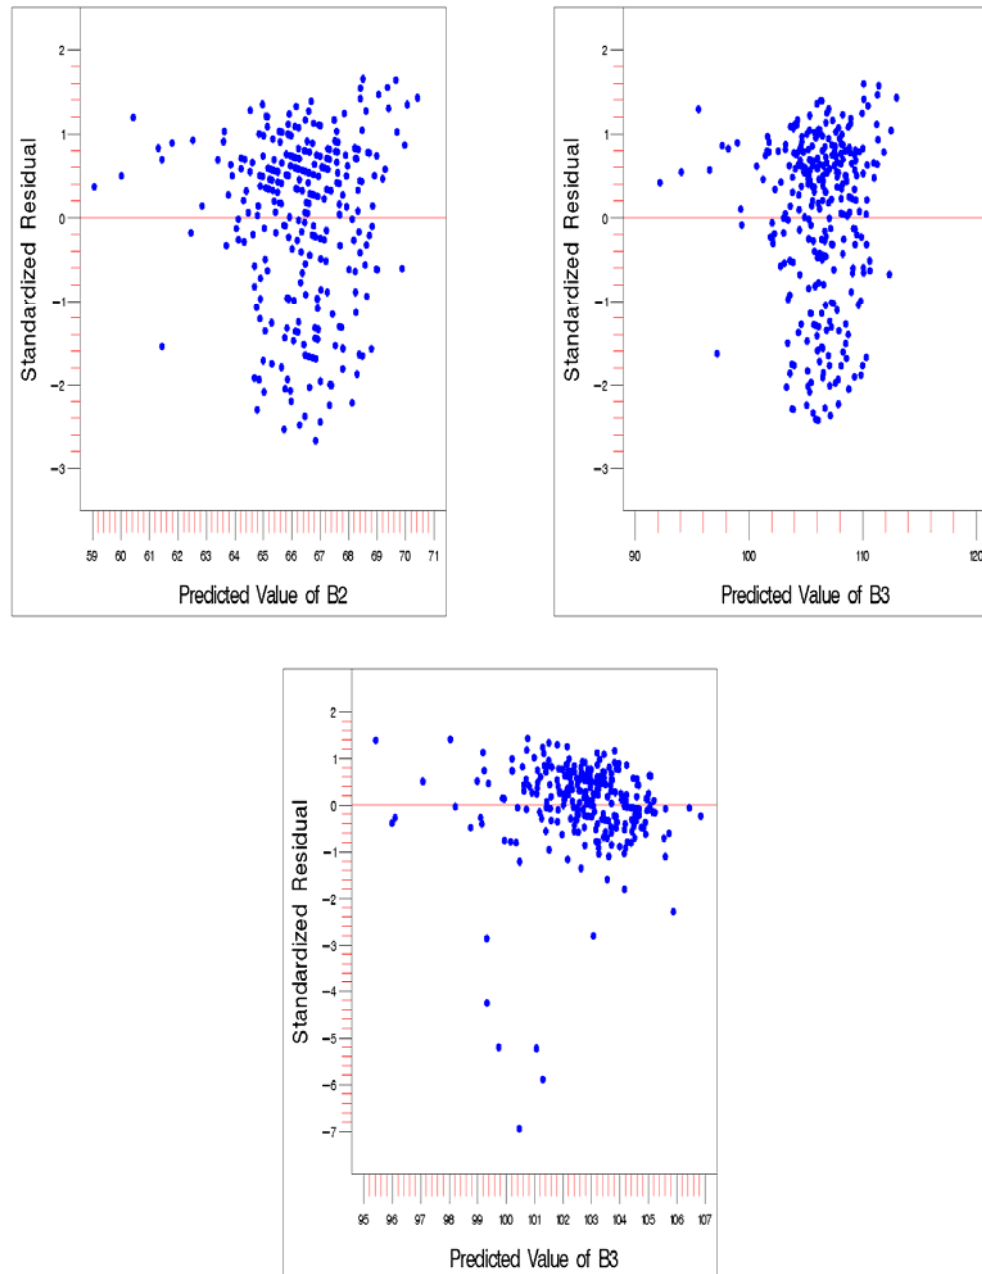 Standardized Residual
2
1
0
−1
−2
−3
59 60 61 62 63 64 65 66 67 68 69 70 71
Predicted Value of B2
Standardized Residual
2
1
0
−1
−2
−3
90 100 110 120
Predicted Value of B3
Standardized Residual
2
1
0
−1
−2
−3
−4
−5
−6
−7
95 96 97 98 99 100 101 102 103 104 105 106 107
Predicted Value of B3